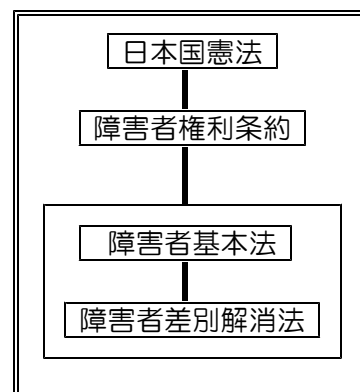 日本国憲法
障害者権利条約
障害者基本法
障害者差別解消法